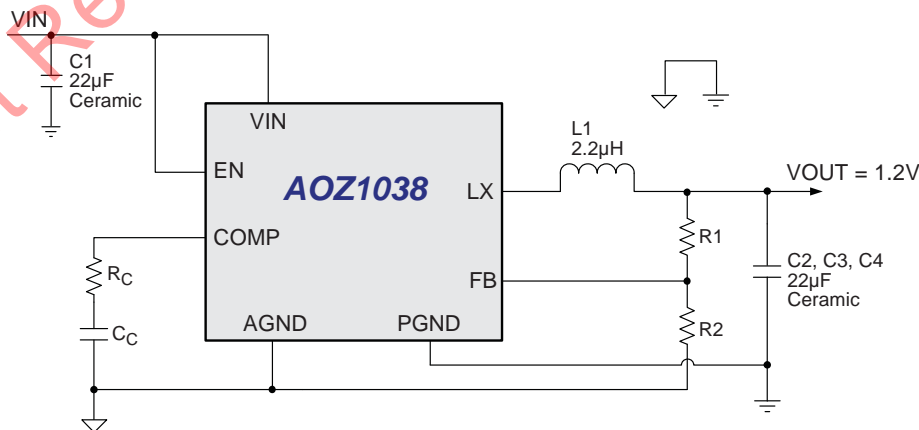 VIN
C1
22µF
Ceramic
VIN
EN
AOZ1038
LX
COMP
FB
AGND
PGND
RC
CC
L1
2.2µH
VOUT = 1.2V
R1
R2
C2, C3, C4
22µF
Ceramic